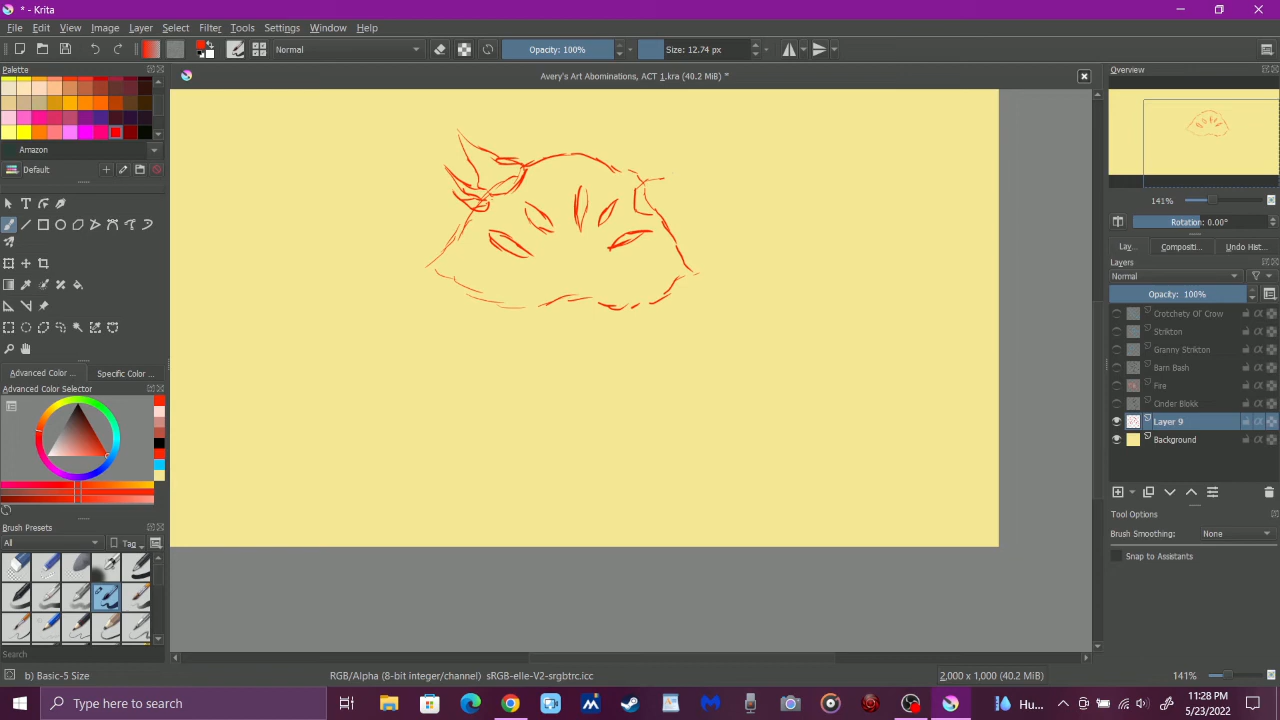 * - Krita
File Edit View Image Layer Select Filter Tools Settings Window Help
Normal Opacity: 100% Size: 12.74 px
Palette
Avery's Art Abominations, ACT 1.kra (40.2 MiB) *
Overview
Amazon
Default
141%
Rotation: 0.00°
Lay... Compositi... Undo Hist...
Layers
Normal
Opacity: 100%
Crotchety Ol' Crow
Strikton
Granny Strikton
Barn Bash
Fire
Cinder Blokk
Layer 9
Background
Advanced Color ... Specific Color ...
Advanced Color Selector
Tool Options
Brush Smoothing: None
Snap to Assistants
Brush Presets
All Tag
Search
b) Basic-5 Size
RGB/Alpha (8-bit integer/channel) sRGB-elle-V2-srgbtrc.icc
2,000 x 1,000 (40.2 MiB)
141%
Type here to search
Hu...
11:28 PM
5/23/2022